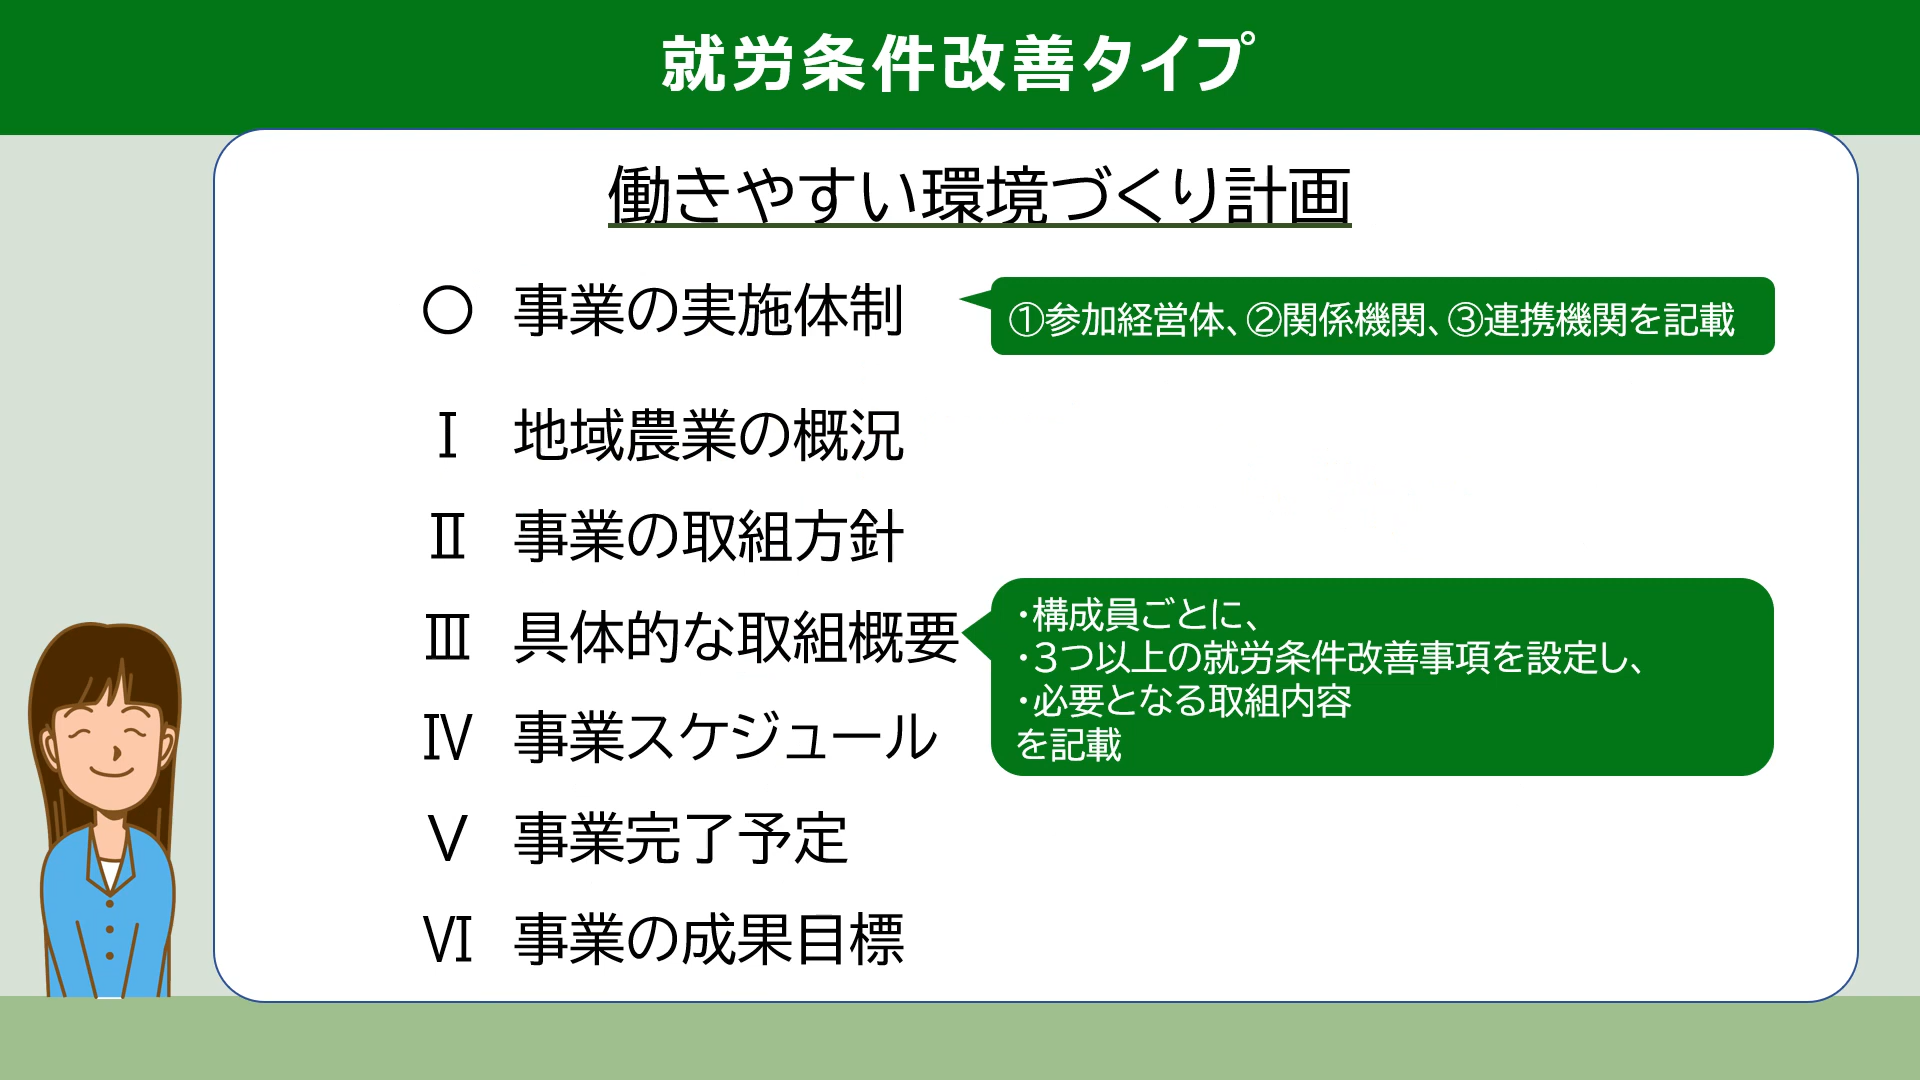 就労条件改善タイプ
働きやすい環境づくり計画
〇 事業の実施体制
①参加経営体、②関係機関、③連携機関を記載
Ⅰ 地域農業の概況
Ⅱ 事業の取組方針
Ⅲ 具体的な取組概要
・構成員ごとに、
・３つ以上の就労条件改善事項を設定し、
・必要となる取組内容
を記載
Ⅳ 事業スケジュール
Ⅴ 事業完了予定
Ⅵ 事業の成果目標